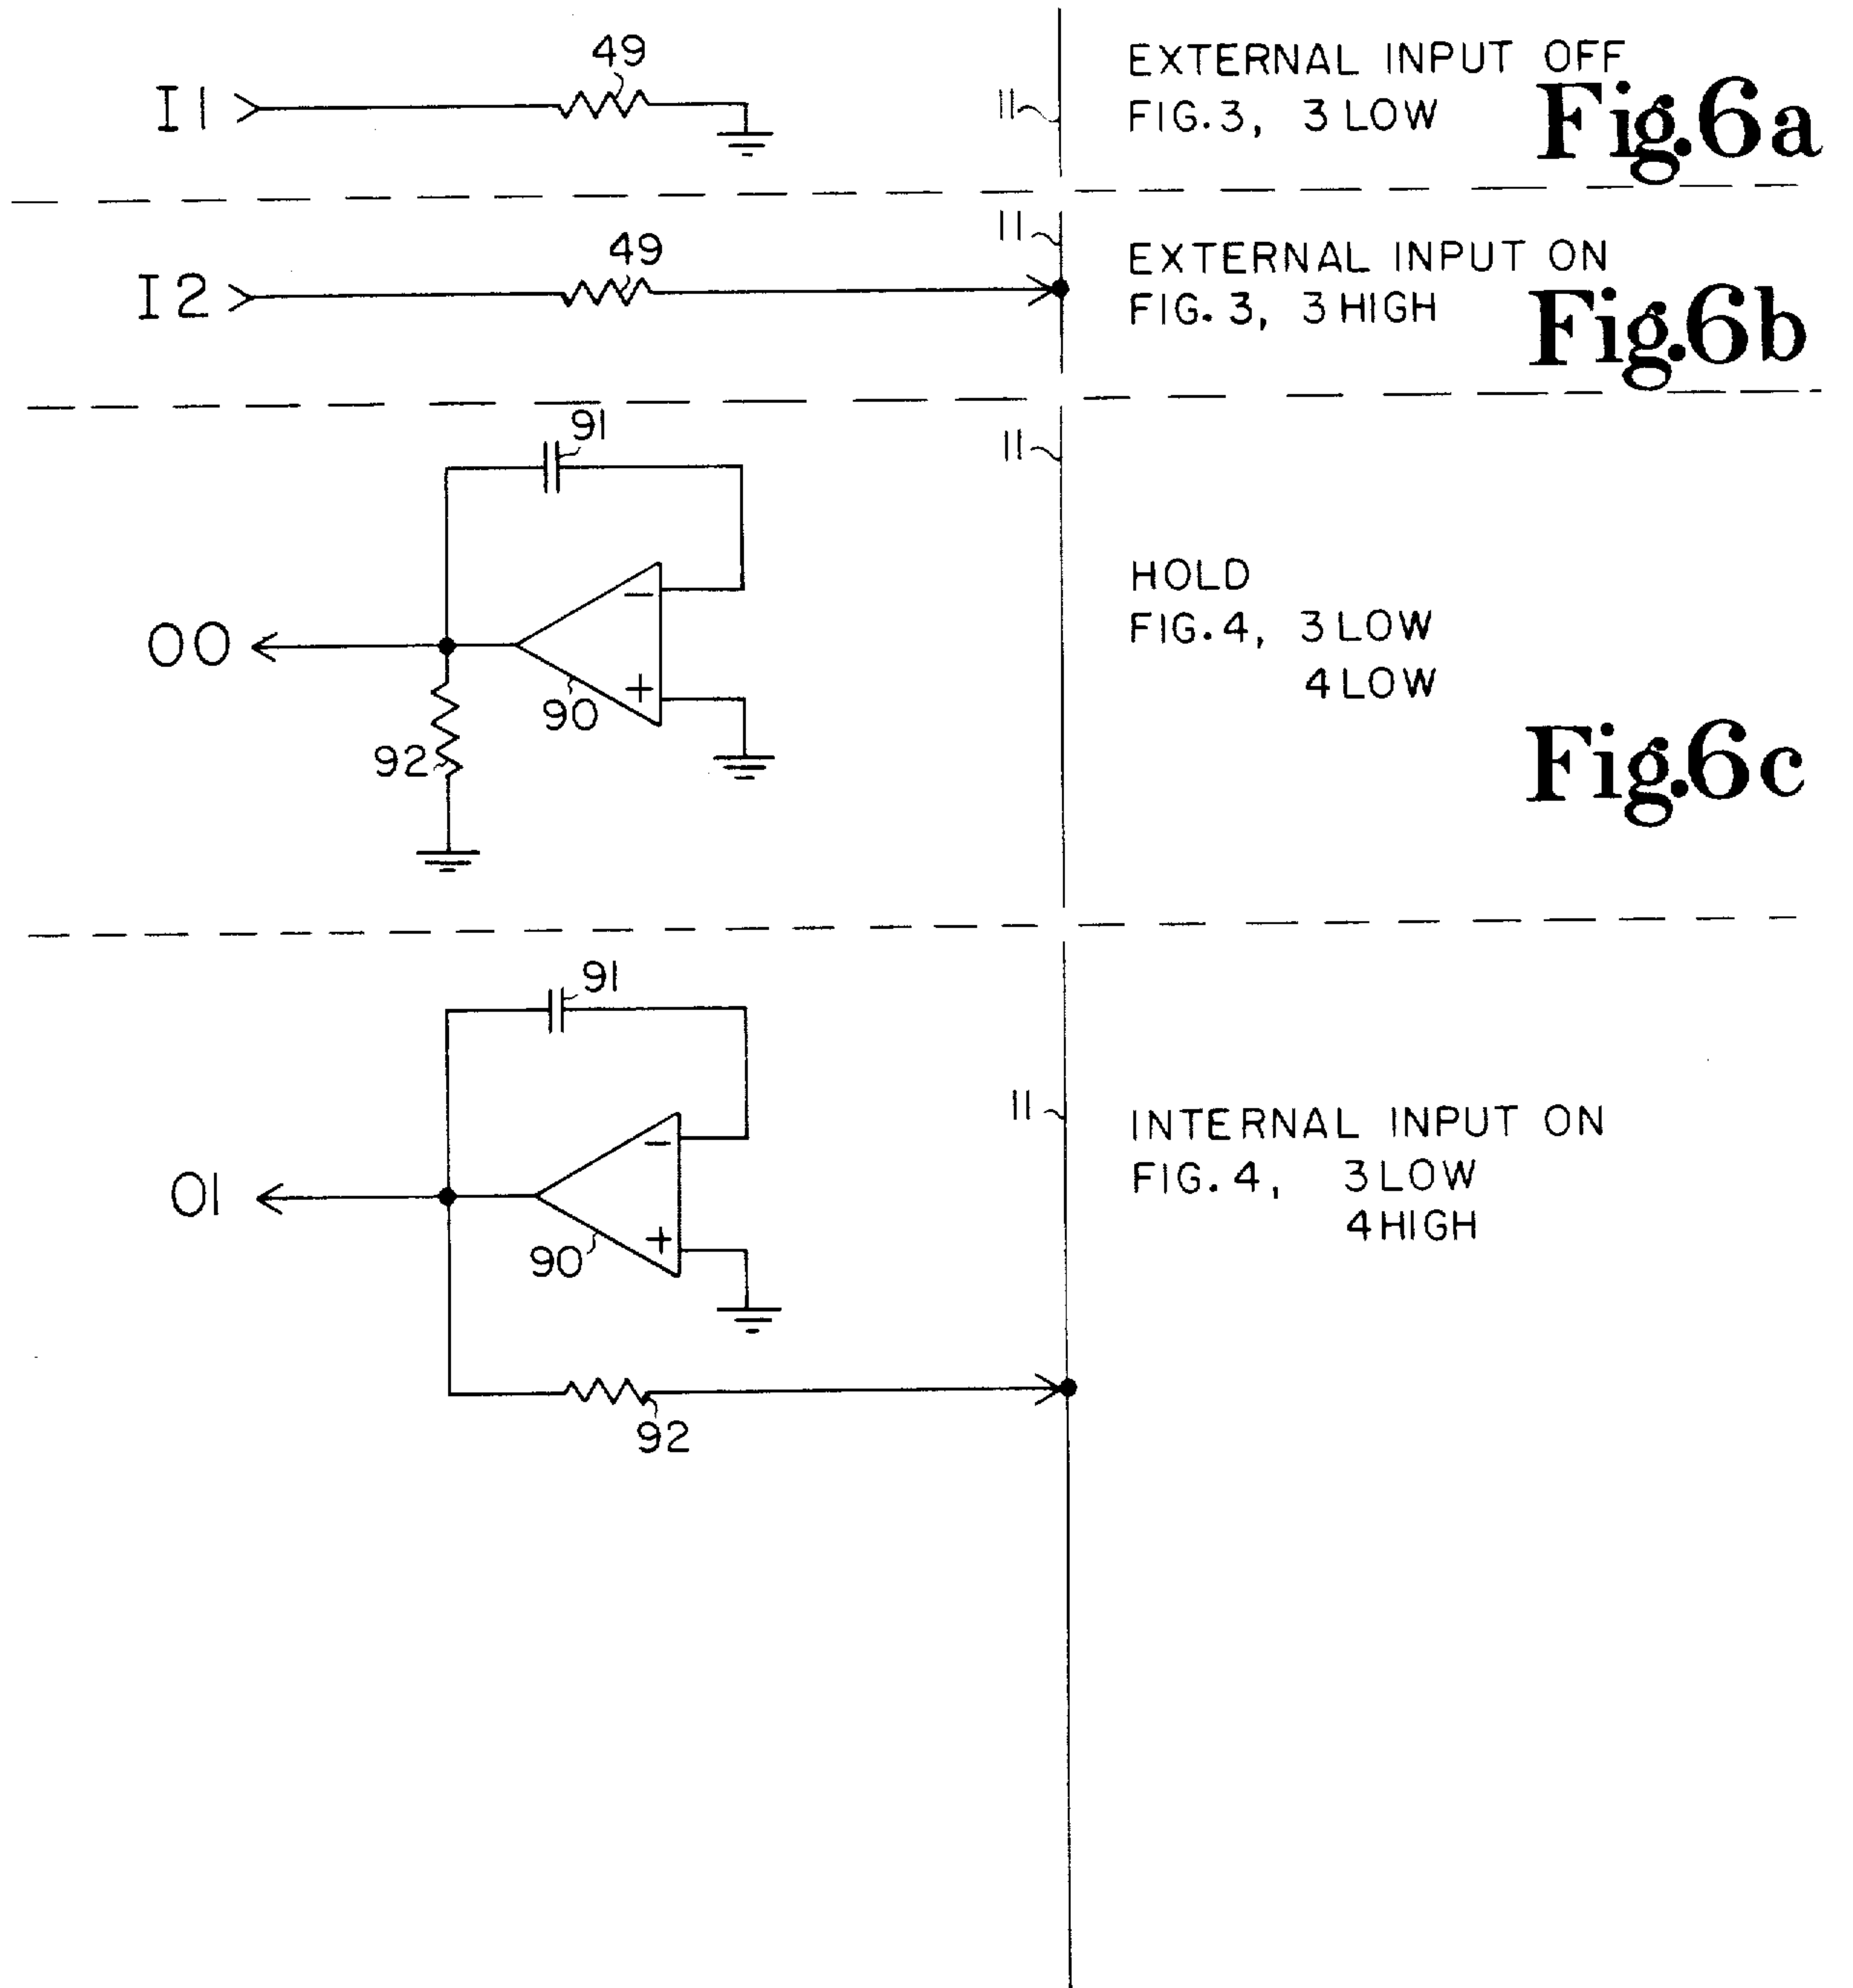 49
I1
11
EXTERNAL INPUT OFF
FIG. 3, 3 LOW
Fig. 6a
49
I2
11
EXTERNAL INPUT ON
FIG. 3, 3 HIGH
Fig. 6b
91
11
00
-
+
90
92
HOLD
FIG. 4, 3 LOW
4 LOW
Fig. 6c
91
11
01
-
+
90
92
INTERNAL INPUT ON
FIG. 4, 3 LOW
4 HIGH